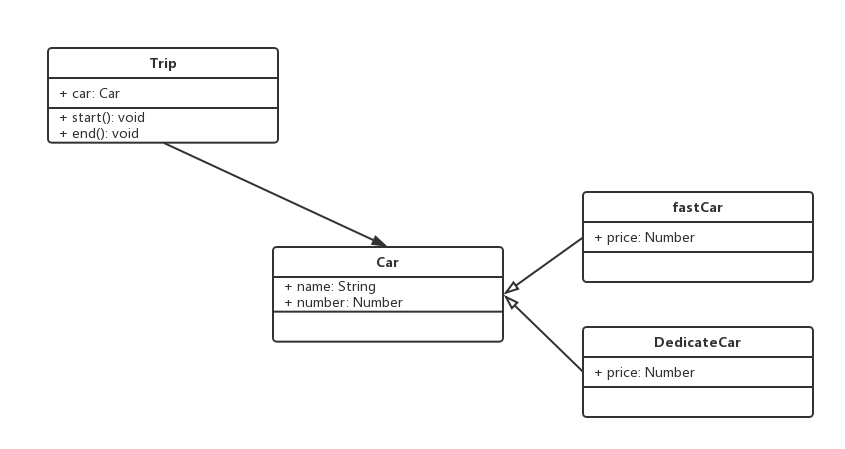 Trip
+ car: Car
+ start(): void
+ end(): void
Car
+ name: String
+ number: Number
fastCar
+ price: Number
DedicateCar
+ price: Number